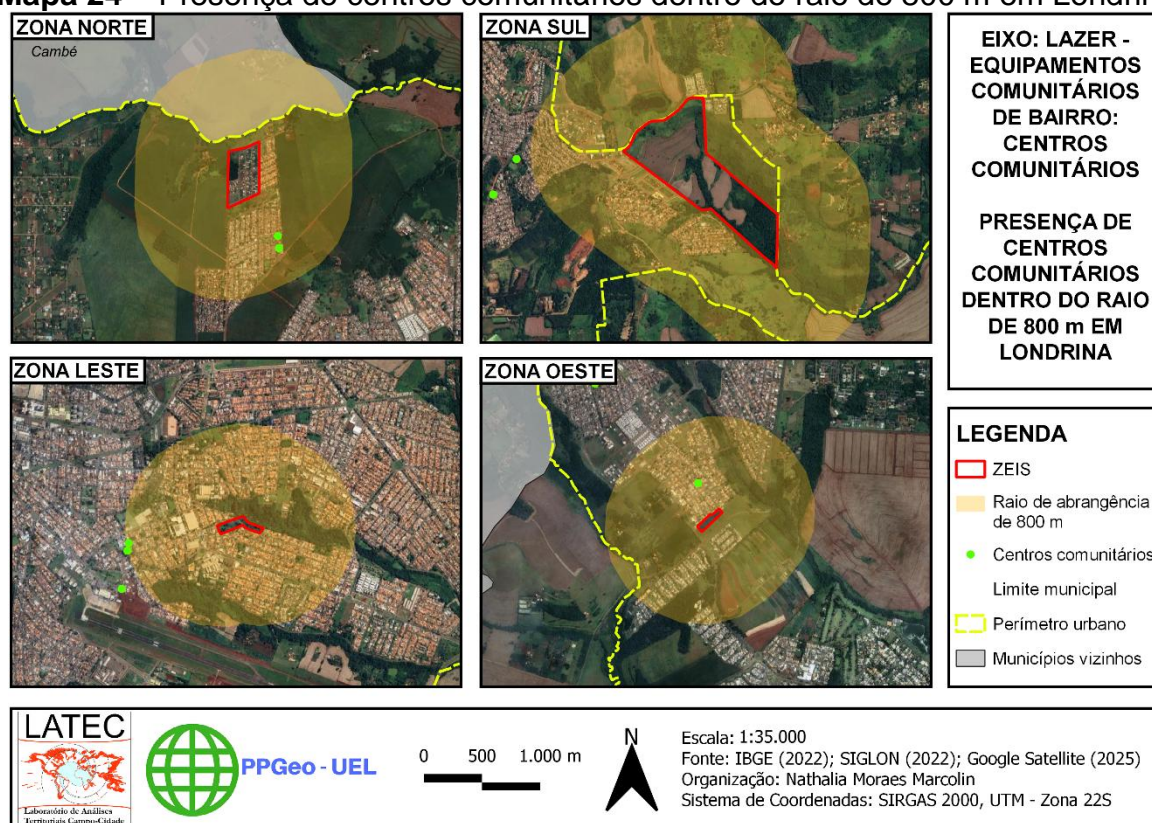 Mapa 24 – Presença de centros comunitários dentro do raio de 800 m em Londri
ZONA NORTE
Cambé
ZONA SUL
ZONA LESTE
ZONA OESTE
EIXO: LAZER -
EQUIPAMENTOS
COMUNITÁRIOS
DE BAIRRO:
CENTROS
COMUNITÁRIOS
PRESENÇA DE
CENTROS
COMUNITÁRIOS
DENTRO DO RAIO
DE 800 m EM
LONDRINA
LEGENDA
ZEIS
Raio de abrangência
de 800 m
Centros comunitários
Limite municipal
Perímetro urbano
Municípios vizinhos
LATEC
Laboratório de Análises
Territoriais Campo-Cidade
PPGeo - UEL
0 500 1.000 m
N
Escala: 1:35.000
Fonte: IBGE (2022); SIGLON (2022); Google Satellite (2025)
Organização: Nathalia Moraes Marcolin
Sistema de Coordenadas: SIRGAS 2000, UTM - Zona 22S